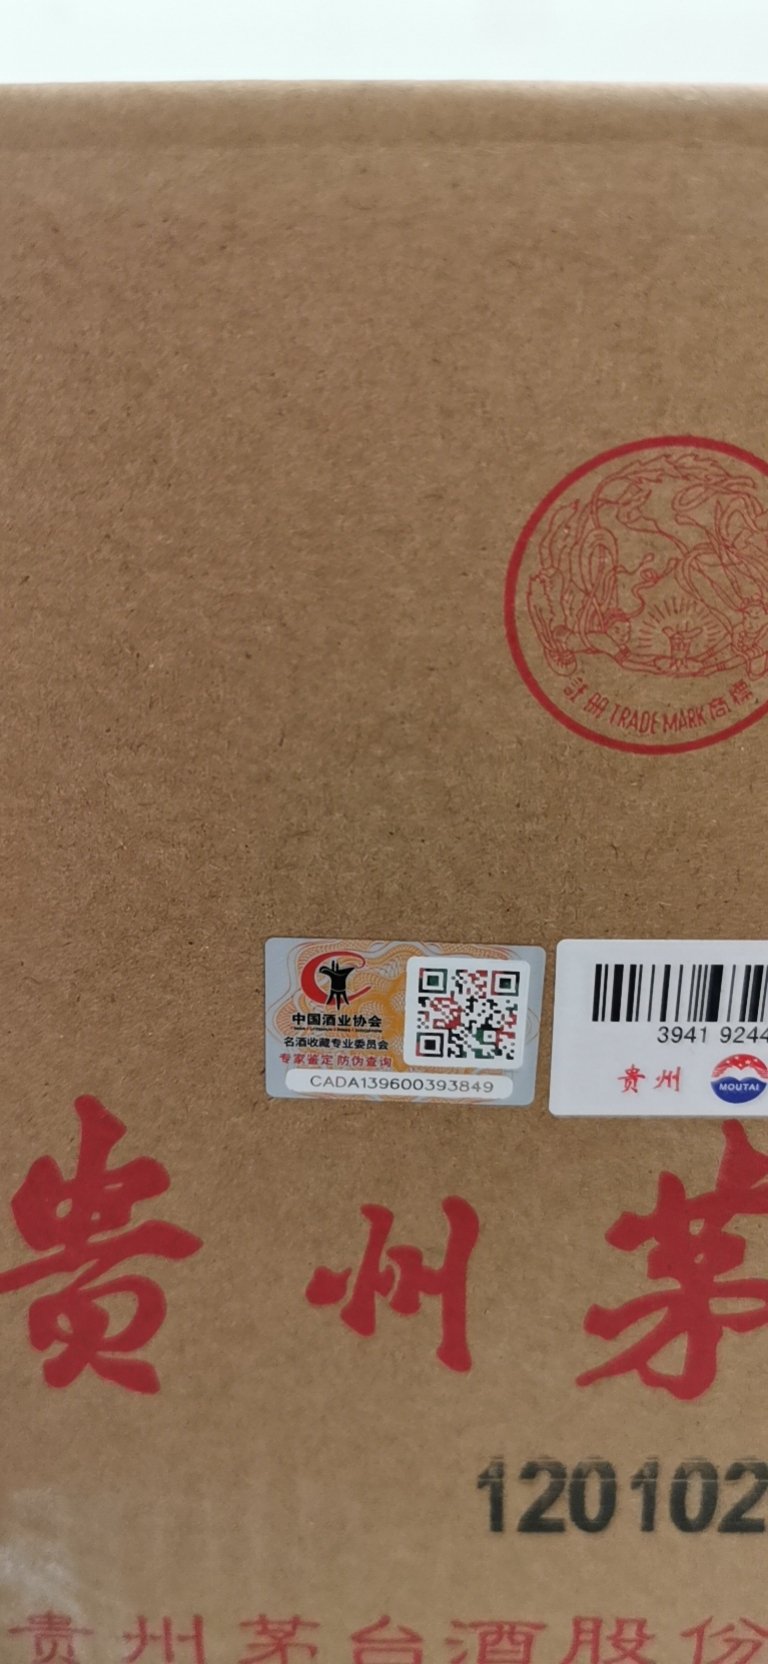 註册 TRADE MARK 商標
中国酒业协会
名酒收藏专业委员会
专家鉴定 防伪查询
CADA139600393849
3941 9244
贵州
MOUTAI
贵州茅
120102
贵州茅台酒股份